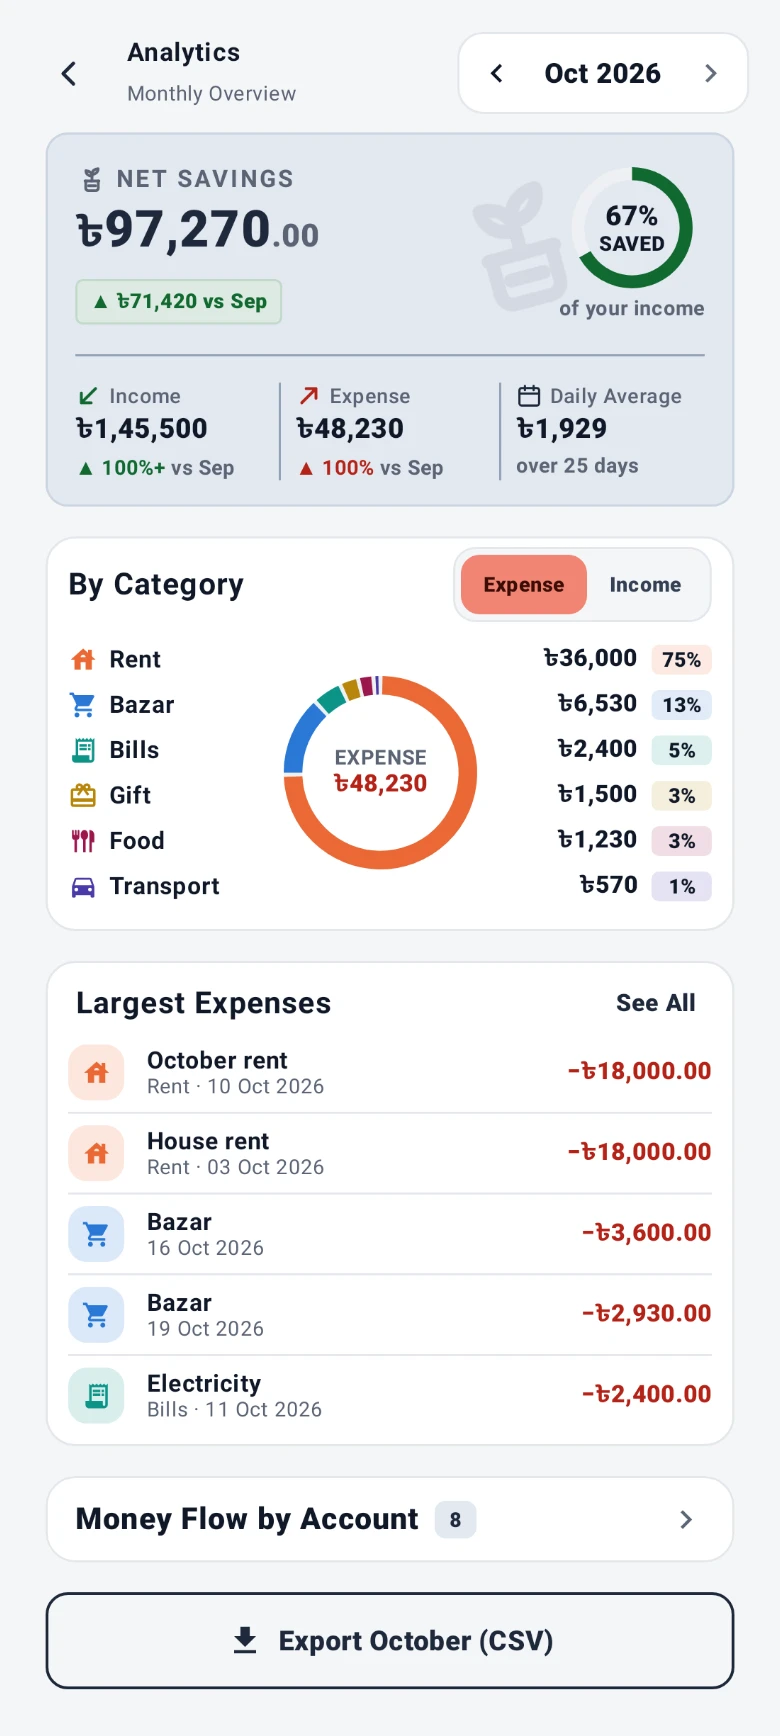 Analytics
Monthly Overview
Oct 2026
NET SAVINGS
৳97,270.00
▲ ৳71,420 vs Sep
67%
SAVED
of your income
Income
৳1,45,500
▲ 100%+ vs Sep
Expense
৳48,230
▲ 100% vs Sep
Daily Average
৳1,929
over 25 days
By Category
Expense
Income
Rent
৳36,000 75%
Bazar
৳6,530 13%
Bills
৳2,400 5%
Gift
৳1,500 3%
Food
৳1,230 3%
Transport
৳570 1%
EXPENSE
৳48,230
Largest Expenses
See All
October rent
Rent · 10 Oct 2026
−৳18,000.00
House rent
Rent · 03 Oct 2026
−৳18,000.00
Bazar
16 Oct 2026
−৳3,600.00
Bazar
19 Oct 2026
−৳2,930.00
Electricity
Bills · 11 Oct 2026
−৳2,400.00
Money Flow by Account 8
Export October (CSV)